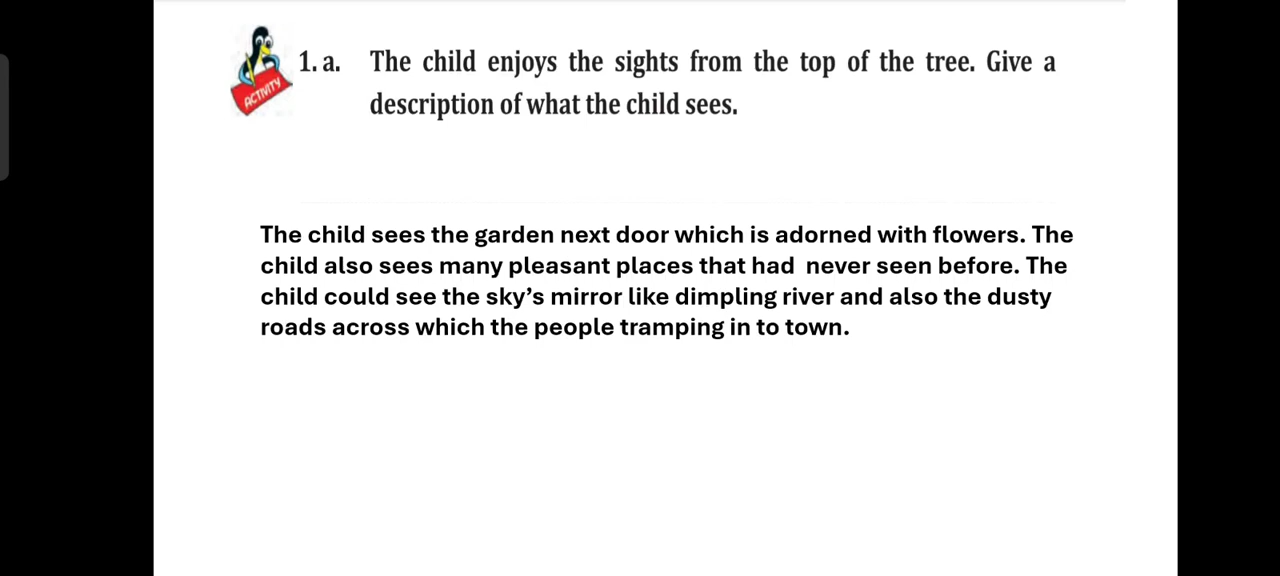 ACTIVITY
1. a. The child enjoys the sights from the top of the tree. Give a
description of what the child sees.
The child sees the garden next door which is adorned with flowers. The
child also sees many pleasant places that had never seen before. The
child could see the sky’s mirror like dimpling river and also the dusty
roads across which the people tramping in to town.